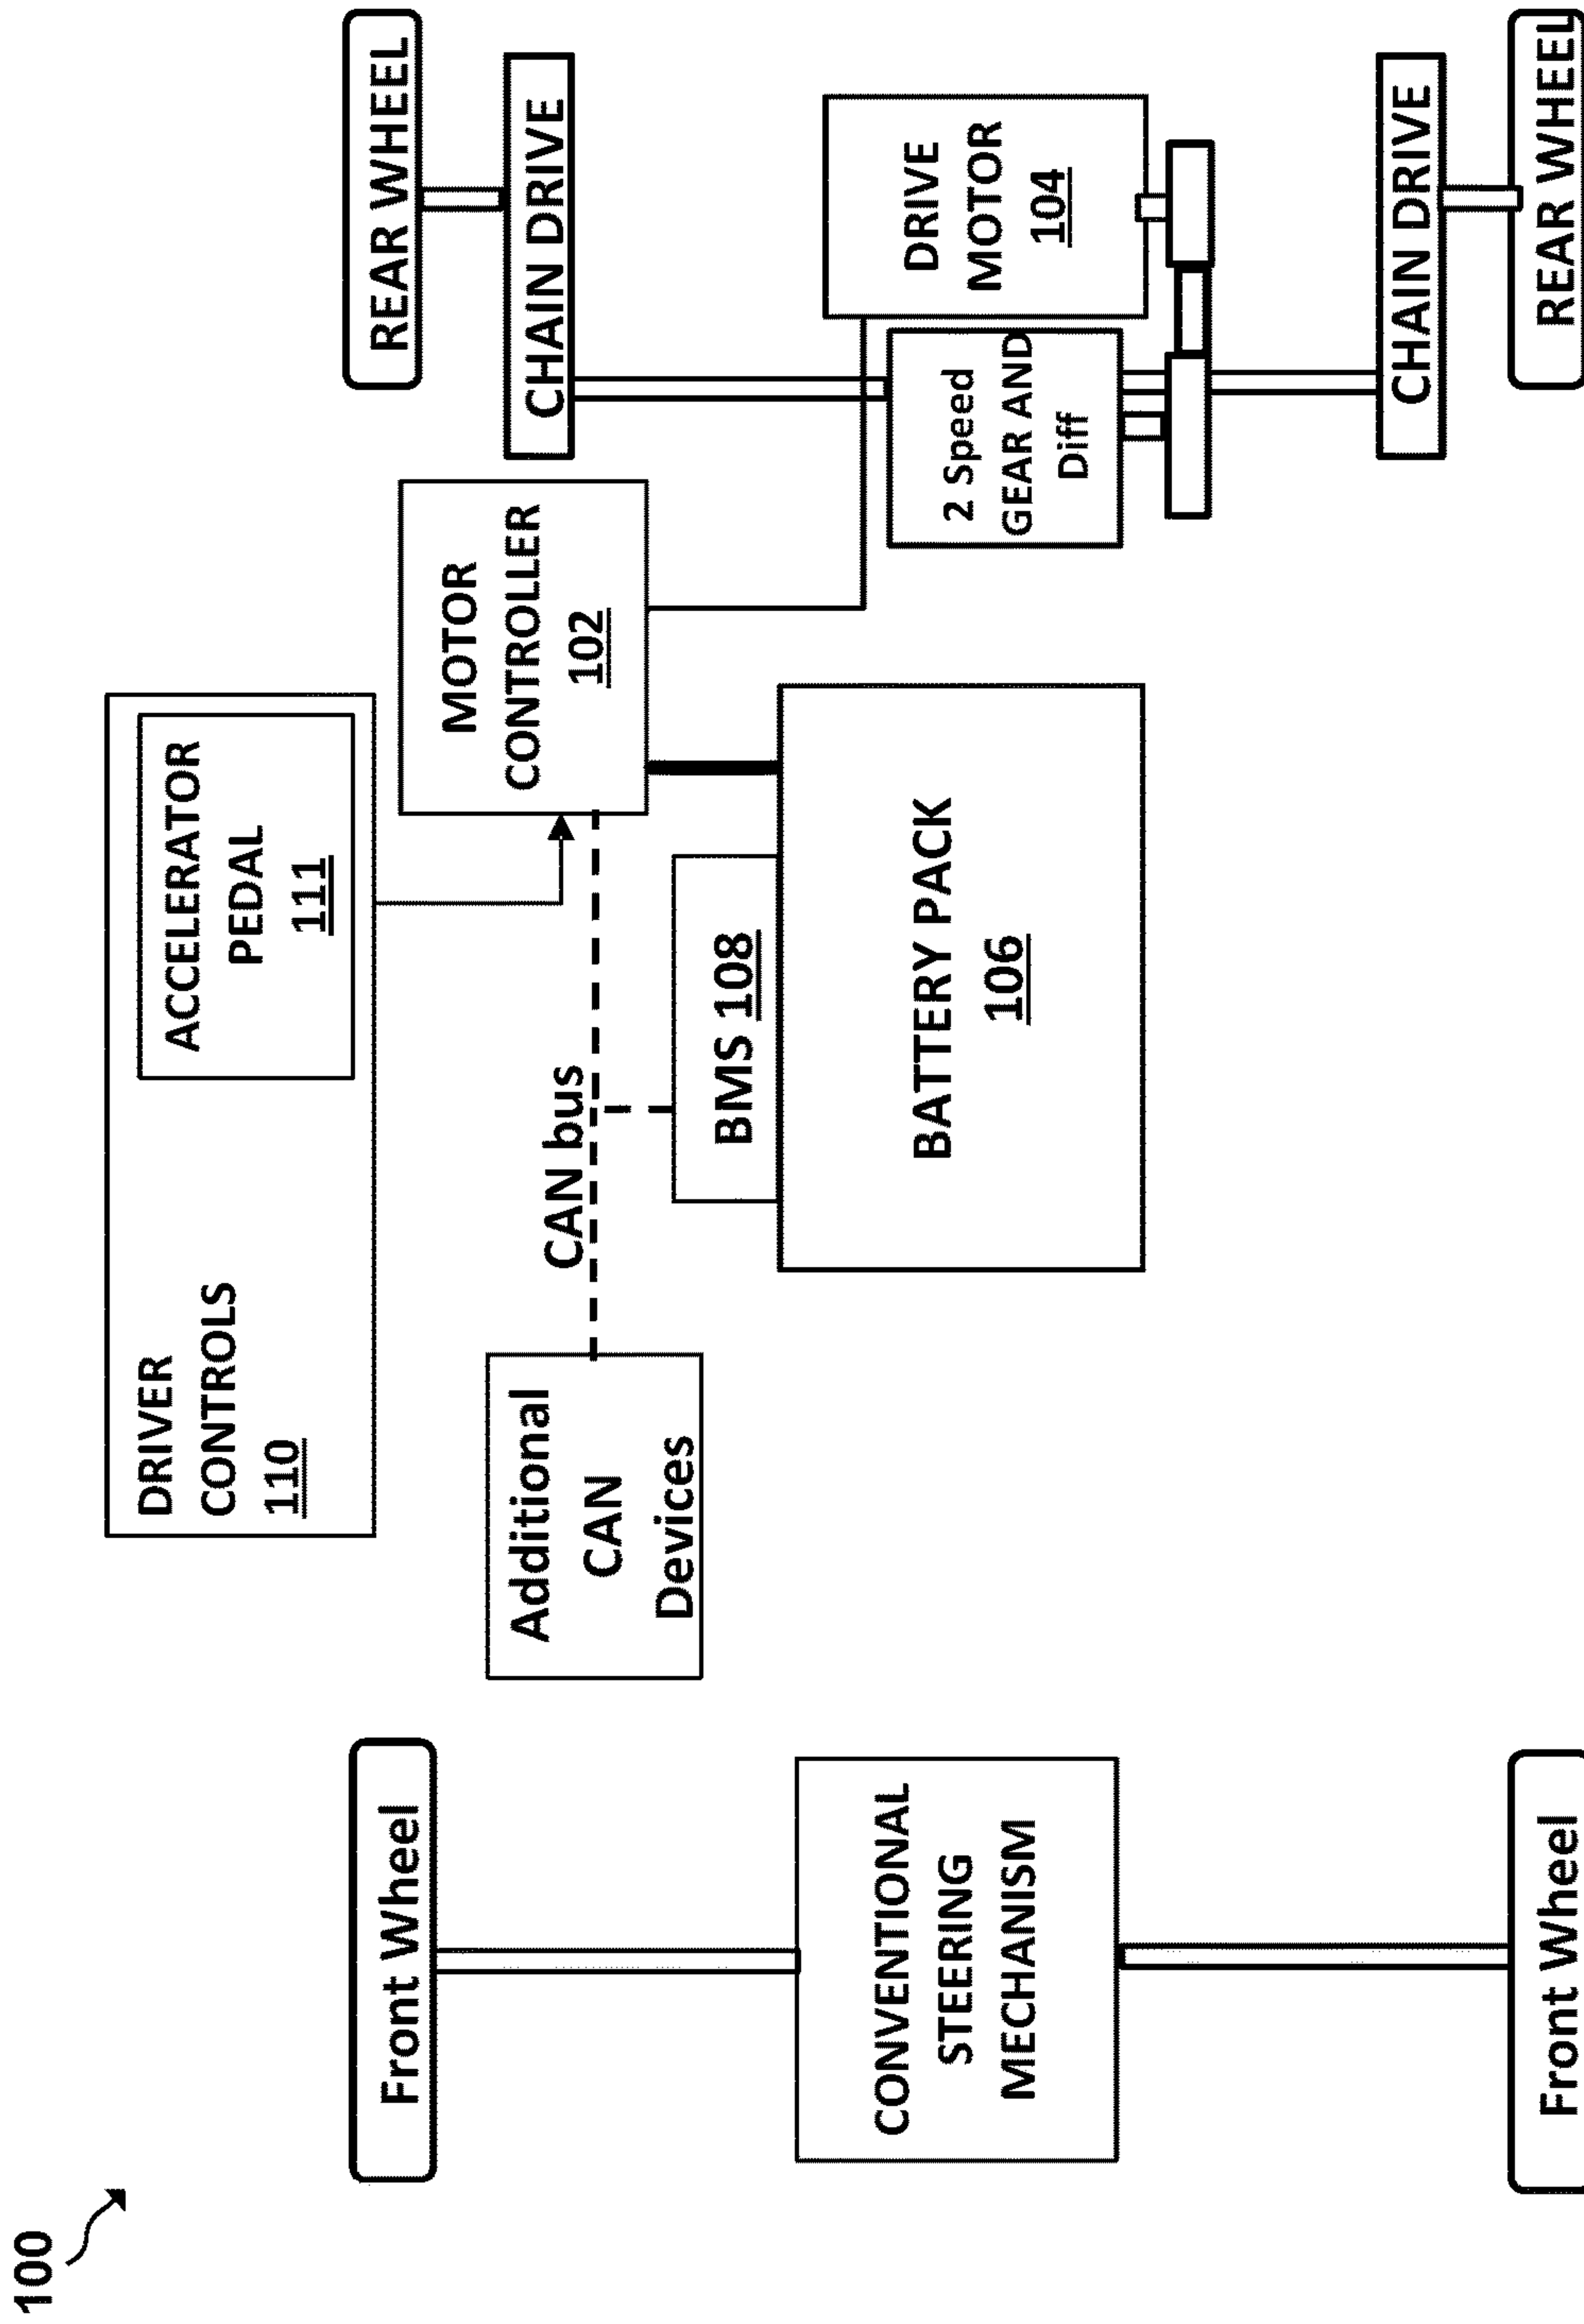 100
DRIVER
CONTROLS
110
ACCELERATOR
PEDAL
111
REAR WHEEL
CHAIN DRIVE
MOTOR
CONTROLLER
102
Front Wheel
Additional
CAN
Devices
CAN bus
BMS 108
BATTERY PACK
106
CONVENTIONAL
STEERING
MECHANISM
2 Speed
GEAR AND
Diff
DRIVE
MOTOR
104
CHAIN DRIVE
REAR WHEEL
Front Wheel